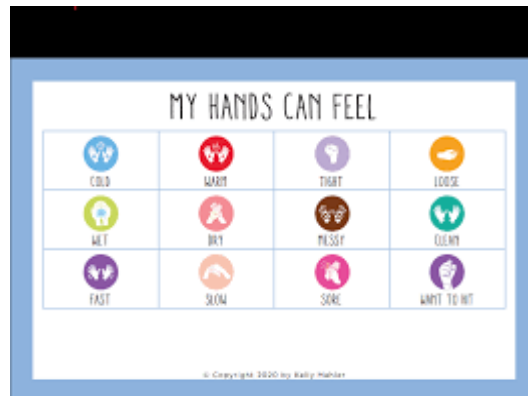 MY HANDS CAN FEEL
COLD WARM TIGHT LOOSE
WET DRY MESSY CLEAN
FAST SLOW SORE WANT TO HIT
© Copyright 2020 by Kelly Mahler